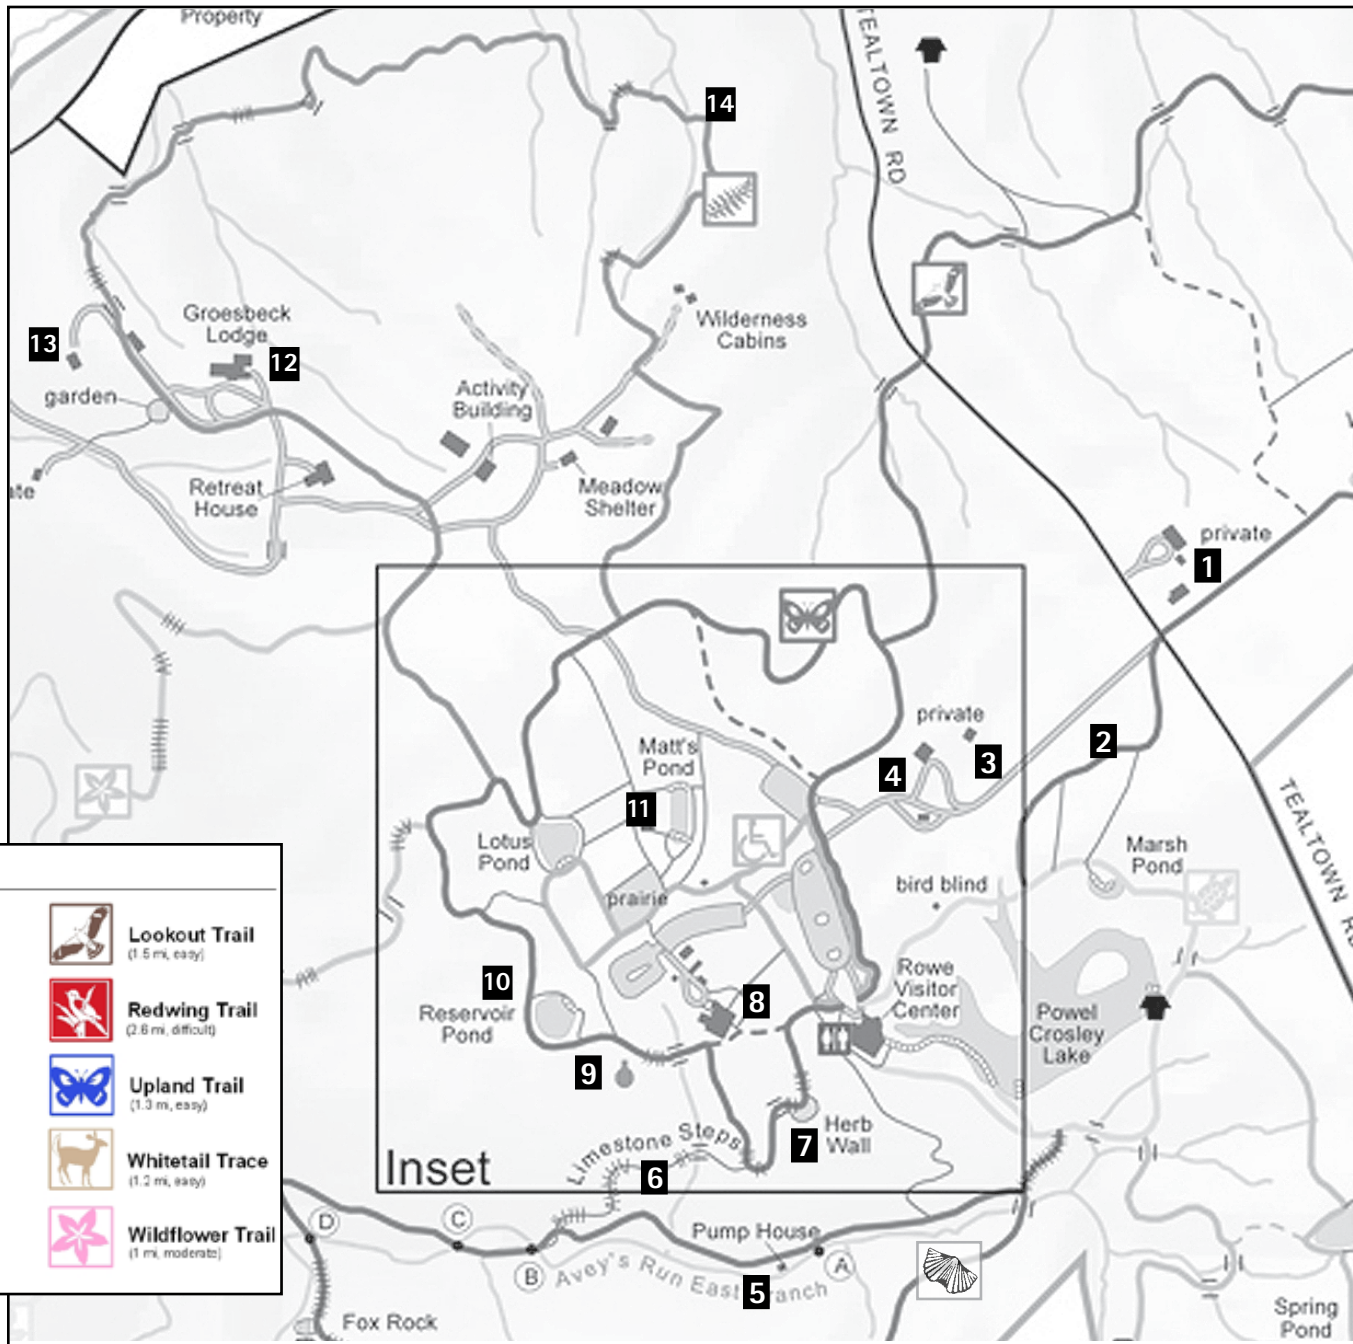 Property
TEALTOWN RD
14
Groesbeck
Lodge
13
12
Wilderness
Cabins
garden
Activity
Building
Retreat
House
Meadow
Shelter
private
1
private
2
3
4
Matt's
Pond
11
Lotus
Pond
prairie
Marsh
Pond
bird blind
TEALTOWN
Lookout Trail
(1.5 mi, easy)
Redwing Trail
(2.6 mi, difficult)
Upland Trail
(1.3 mi, easy)
Whitetail Trace
(1.2 mi, easy)
Wildflower Trail
(1 mi, moderate)
10
Reservoir
Pond
8
Rowe
Visitor
Center
Powel
Crosley
Lake
9
7
Herb
Wall
Limestone Steps
6
Inset
D
C
B
A
Pump House
Avey's Run East
5
Fox Rock
Spring
Pond